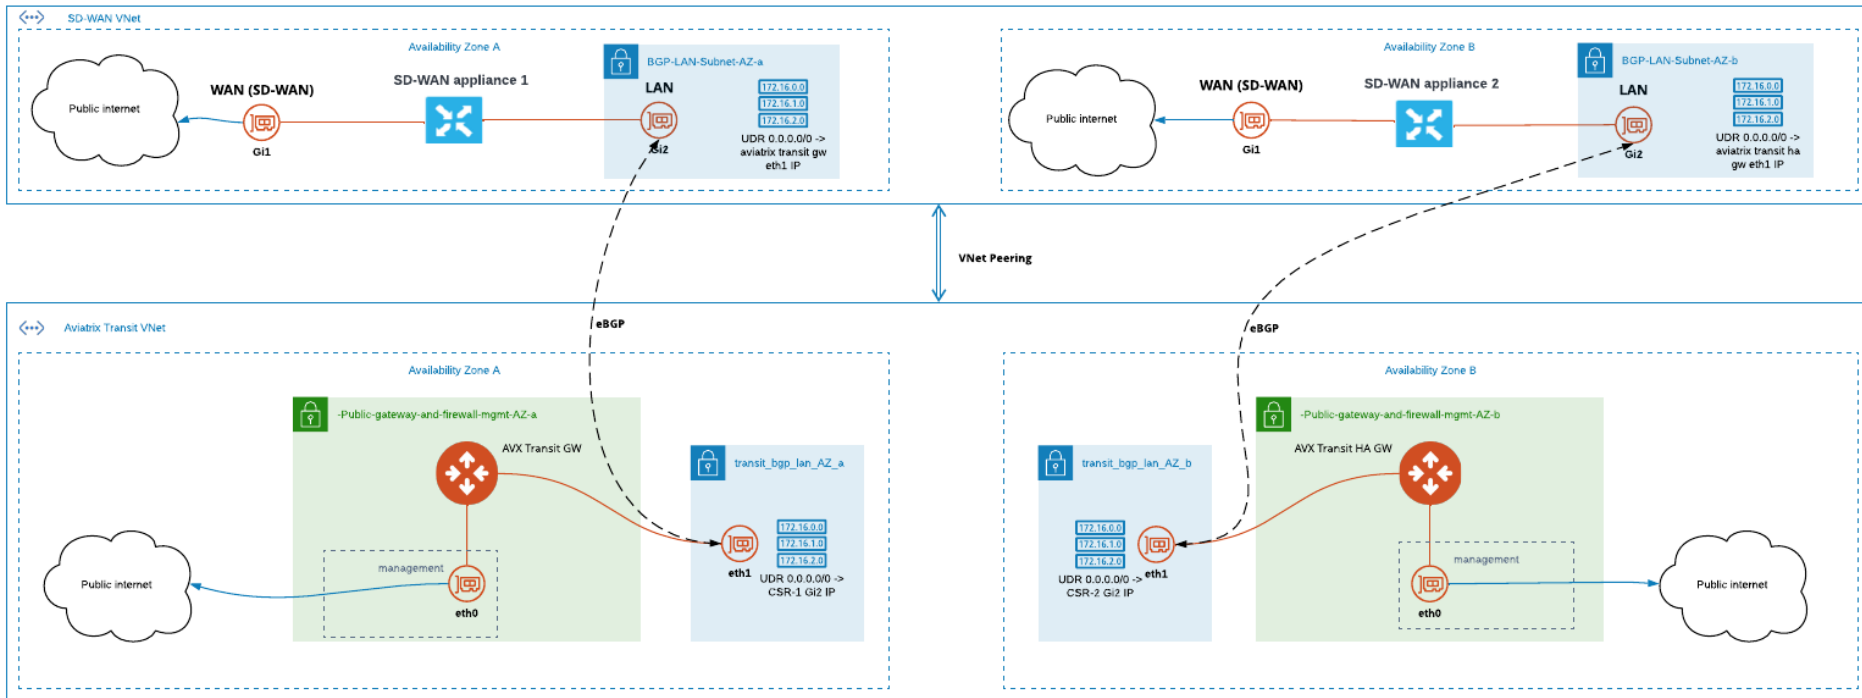 SD-WAN VNet
Availability Zone A
Public internet
WAN (SD-WAN)
Gi1
SD-WAN appliance 1
BGP-LAN-Subnet-AZ-a
LAN
Gi2
172.16.0.0
172.16.1.0
172.16.2.0
UDR 0.0.0.0/0 ->
aviatrix transit gw
eth1 IP
Availability Zone B
Public internet
WAN (SD-WAN)
Gi1
SD-WAN appliance 2
BGP-LAN-Subnet-AZ-b
LAN
Gi2
172.16.0.0
172.16.1.0
172.16.2.0
UDR 0.0.0.0/0 ->
aviatrix transit ha
gw eth1 IP
VNet Peering
eBGP
eBGP
Aviatrix Transit VNet
Availability Zone A
-Public-gateway-and-firewall-mgmt-AZ-a
AVX Transit GW
management
eth0
Public internet
transit_bgp_lan_AZ_a
eth1
172.16.0.0
172.16.1.0
172.16.2.0
UDR 0.0.0.0/0 ->
CSR-1 Gi2 IP
Availability Zone B
transit_bgp_lan_AZ_b
172.16.0.0
172.16.1.0
172.16.2.0
eth1
UDR 0.0.0.0/0 ->
CSR-2 Gi2 IP
-Public-gateway-and-firewall-mgmt-AZ-b
AVX Transit HA GW
management
eth0
Public internet